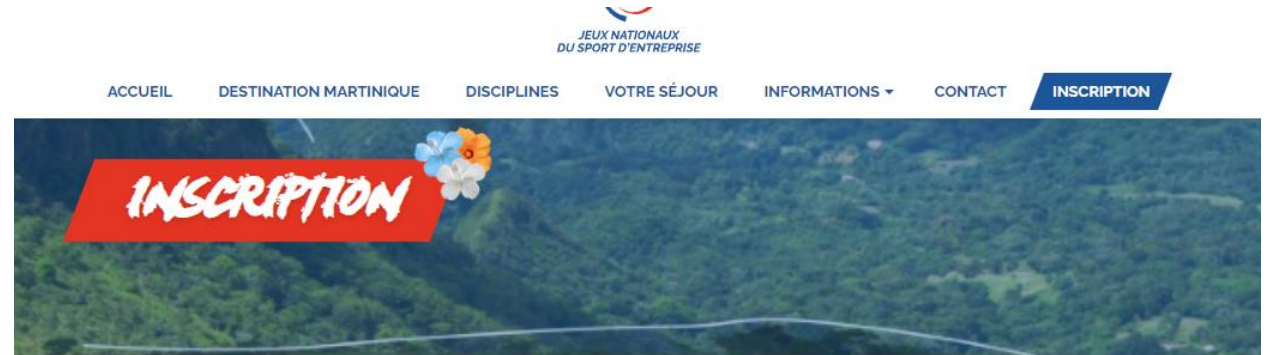 JEUX NATIONAUX
DU SPORT D'ENTREPRISE
ACCUEIL DESTINATION MARTINIQUE DISCIPLINES VOTRE SÉJOUR INFORMATIONS CONTACT INSCRIPTION
INSCRIPTION